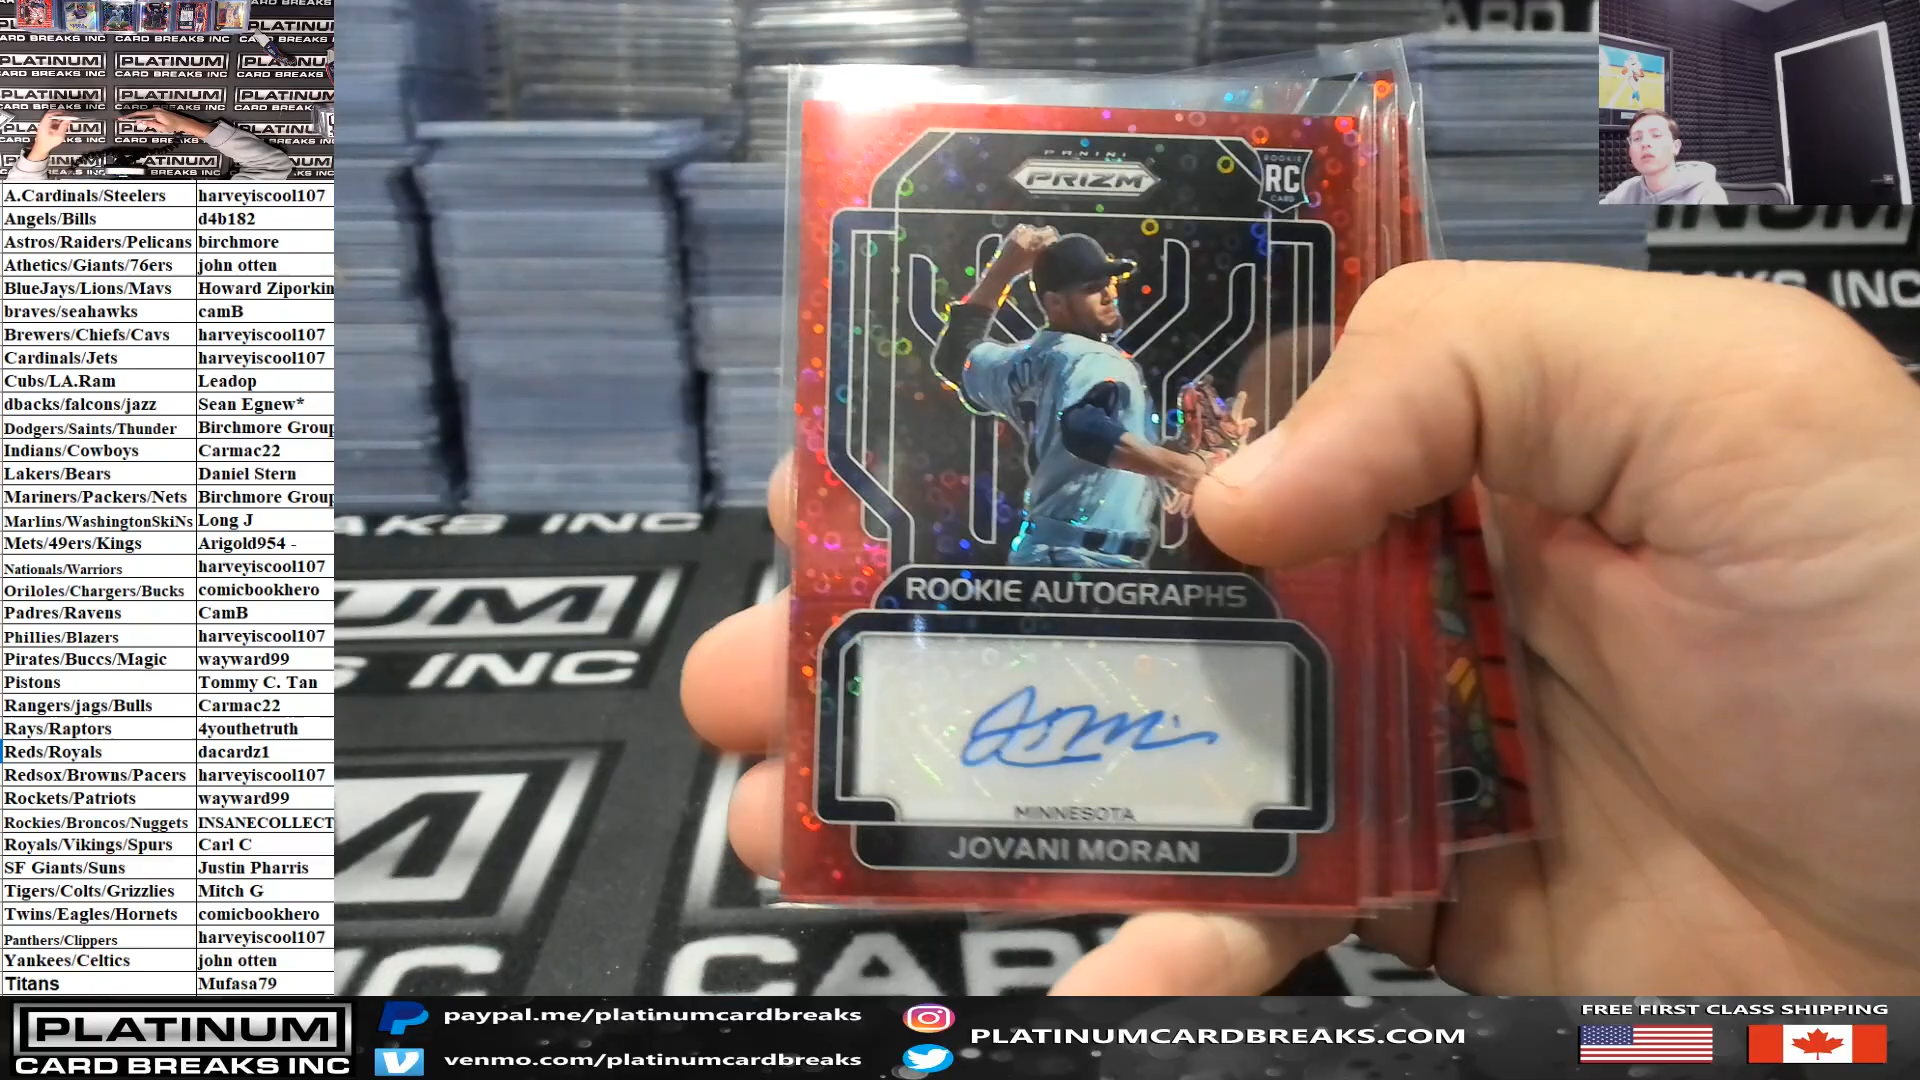 PLATINUM
CARD BREAKS INC
A.Cardinals/Steelers harveyiscool107
Angels/Bills d4b182
Astros/Raiders/Pelicans birchmore
Athetics/Giants/76ers john otten
BlueJays/Lions/Mavs Howard Ziporkin
braves/seahawks camB
Brewers/Chiefs/Cavs harveyiscool107
Cardinals/Jets harveyiscool107
Cubs/LA.Ram Leadop
dbacks/falcons/jazz Sean Egnew*
Dodgers/Saints/Thunder Birchmore Group
Indians/Cowboys Carmac22
Lakers/Bears Daniel Stern
Mariners/Packers/Nets Birchmore Group
Marlins/WashingtonSkiNs Long J
Mets/49ers/Kings Arigold954 -
Nationals/Warriors harveyiscool107
Oriloles/Chargers/Bucks comicbookhero
Padres/Ravens CamB
Phillies/Blazers harveyiscool107
Pirates/Buccs/Magic wayward99
Pistons Tommy C. Tan
Rangers/jags/Bulls Carmac22
Rays/Raptors 4youthetruth
Reds/Royals dacardz1
Redsox/Browns/Pacers harveyiscool107
Rockets/Patriots wayward99
Rockies/Broncos/Nuggets INSANECOLLECT
Royals/Vikings/Spurs Carl C
SF Giants/Suns Justin Pharris
Tigers/Colts/Grizzlies Mitch G
Twins/Eagles/Hornets comicbookhero
Panthers/Clippers harveyiscool107
Yankees/Celtics john otten
Titans Mufasa79
PANINI
PRIZM
ROOKIE
RC
CARD
ROOKIE AUTOGRAPHS
MINNESOTA
JOVANI MORAN
PLATINUM
CARD BREAKS INC
paypal.me/platinumcardbreaks
venmo.com/platinumcardbreaks
PLATINUMCARDBREAKS.COM
FREE FIRST CLASS SHIPPING